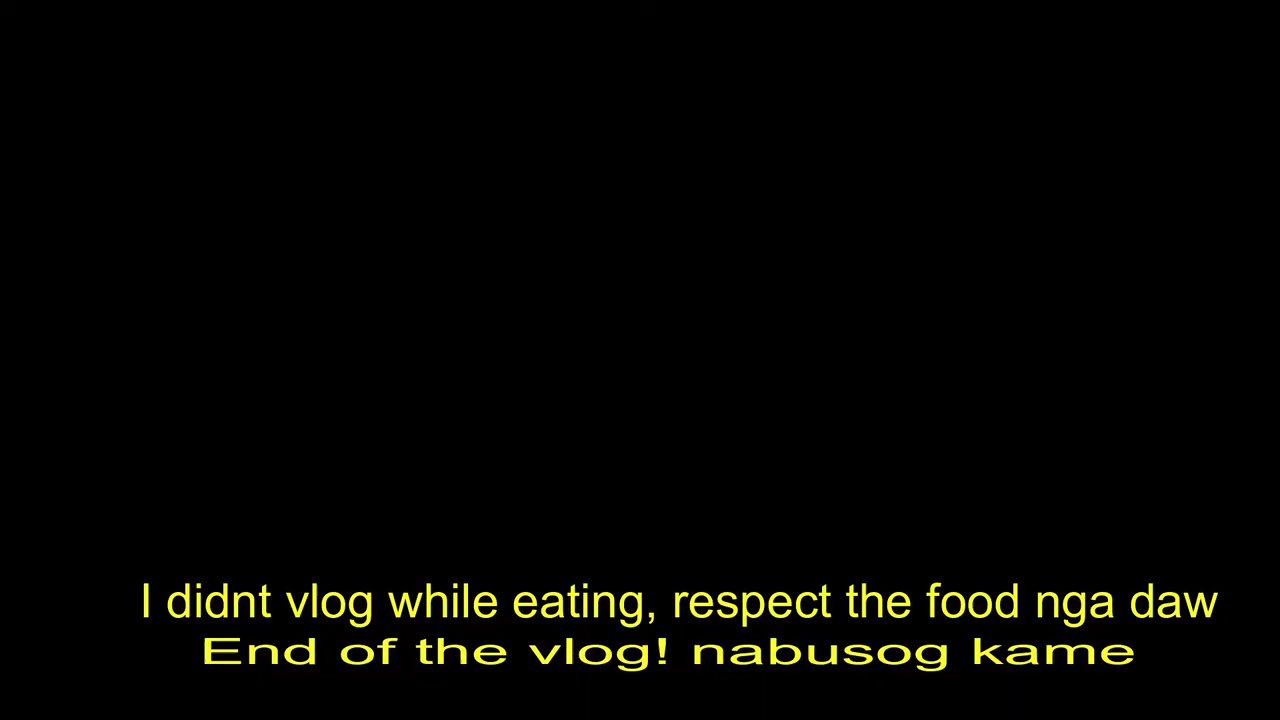 I didnt vlog while eating, respect the food nga daw
End of the vlog! nabusog kame